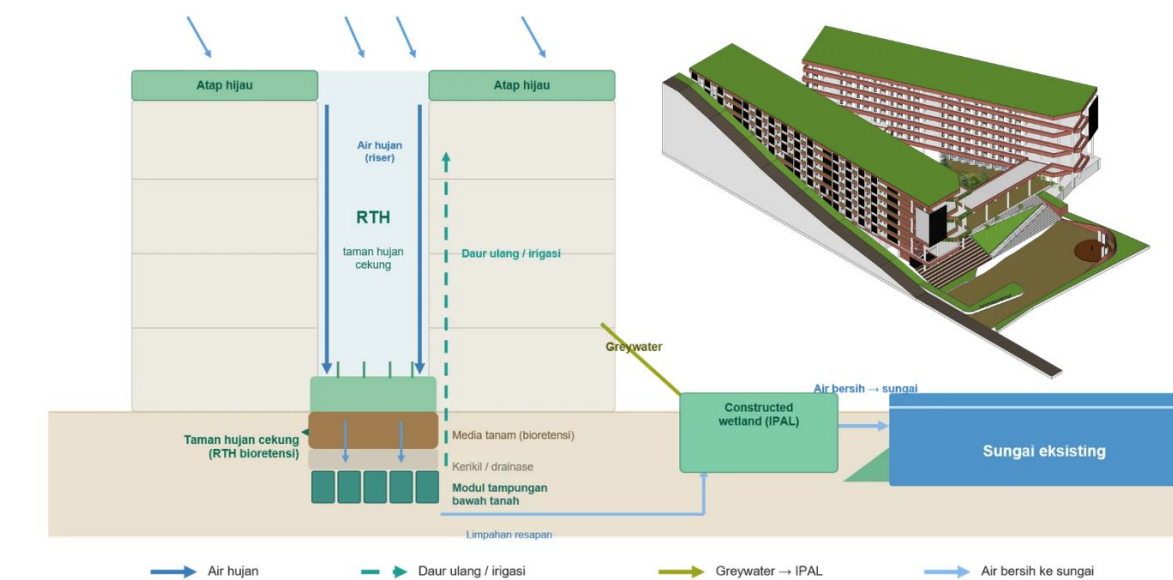 Atap hijau
Atap hijau
Air hujan
(riser)
RTH
taman hujan
cekung
Daur ulang / irigasi
Greywater
Air bersih → sungai
Constructed
wetland (IPAL)
Sungai eksisting
Taman hujan cekung
(RTH bioretensi)
Media tanam (bioretensi)
Kerikil / drainase
Modul tampungan
bawah tanah
Limpahan resapan
Air hujan
Daur ulang / irigasi
Greywater → IPAL
Air bersih ke sungai